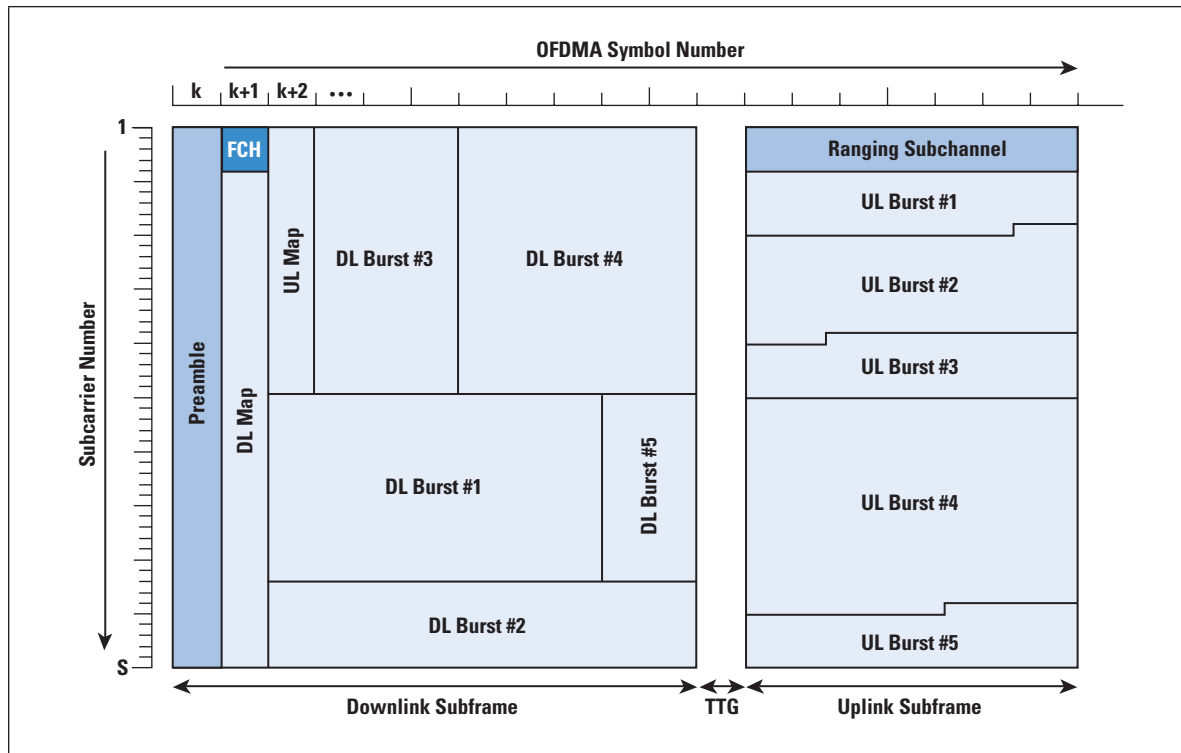 OFDMA Symbol Number
k k+1 k+2 •••
1
FCH
Ranging Subchannel
UL Burst #1
UL Map
DL Burst #3
DL Burst #4
UL Burst #2
Subcarrier Number
Preamble
DL Map
UL Burst #3
DL Burst #1
DL Burst #5
UL Burst #4
DL Burst #2
UL Burst #5
S
Downlink Subframe
TTG
Uplink Subframe